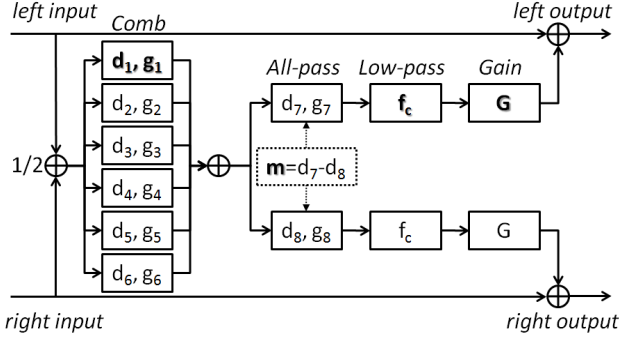 left input
left output
Comb
d1, g1
All-pass
Low-pass
Gain
d2, g2
d7, g7
fc
G
d3, g3
1/2
m=d7-d8
d4, g4
d5, g5
d8, g8
fc
G
d6, g6
right input
right output